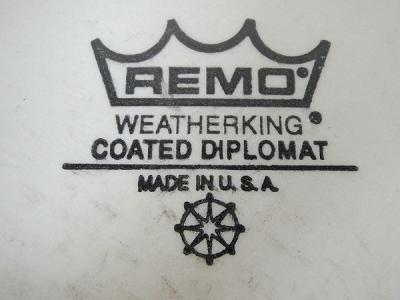 REMO®
WEATHERKING®
COATED DIPLOMAT
MADE IN U.S.A.